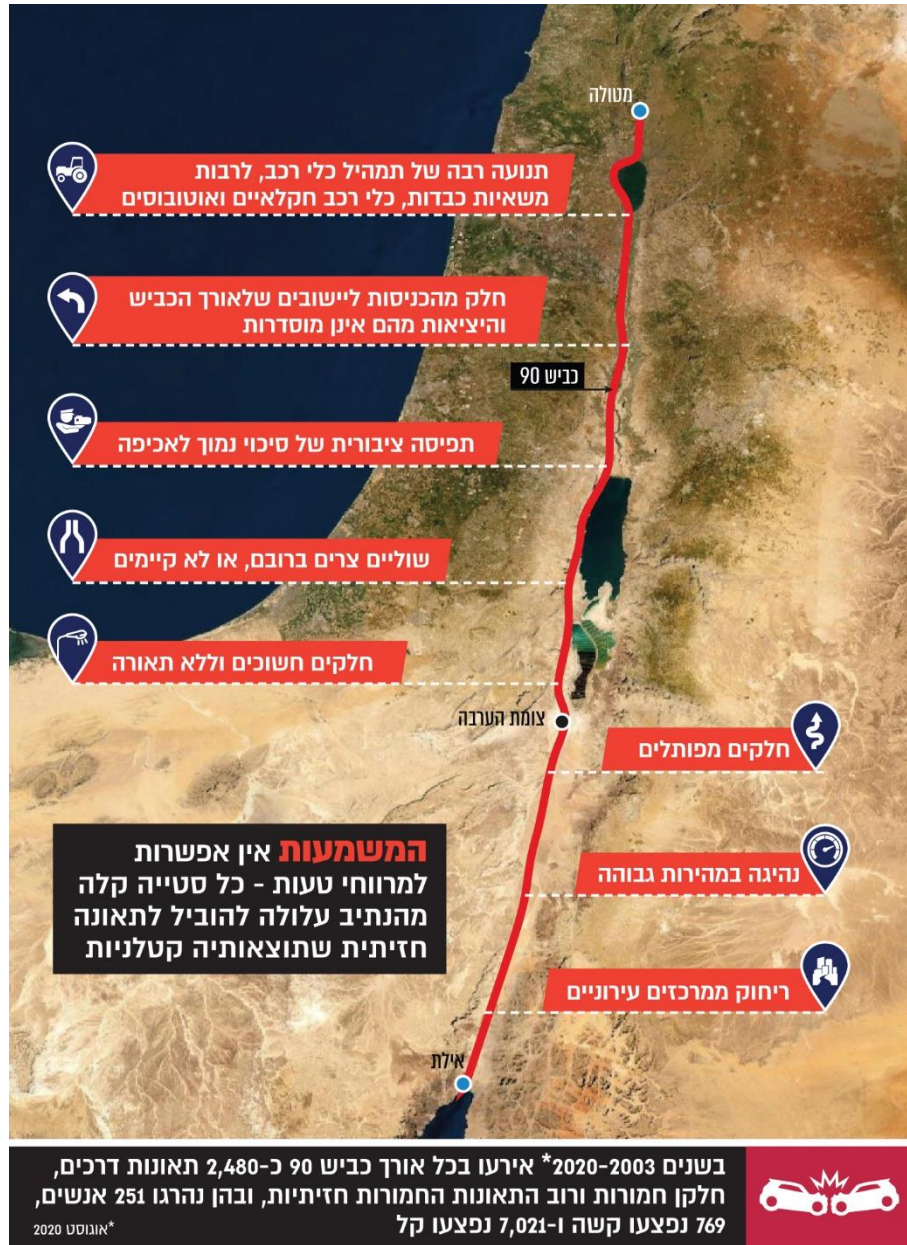 מטולה
תנועה רבה של תמהיל כלי רכב, לרבות
משאיות כבדות, כלי רכב חקלאיים ואוטובוסים
חלק מהכניסות ליישובים שלאורך הכביש
והיציאות מהם אינן מוסדרות
כביש 90
תפיסה ציבורית של סיכוי נמוך לאכיפה
שוליים צרים ברובם, או לא קיימים
חלקים חשוכים וללא תאורה
צומת הערבה
חלקים מפותלים
נהיגה במהירות גבוהה
ריחוק ממרכזים עירוניים
המשמעות אין אפשרות
למרווחי טעות - כל סטייה קלה
מהנתיב עלולה להוביל לתאונה
חזיתית שתוצאותיה קטלניות
אילת
בשנים 2020-2003* אירעו בכל אורך כביש 90 כ-2,480 תאונות דרכים,
חלקן חמורות ורוב התאונות החמורות חזיתיות, ובהן נהרגו 251 אנשים,
769 נפצעו קשה ו-7,021 נפצעו קל
*אוגוסט 2020